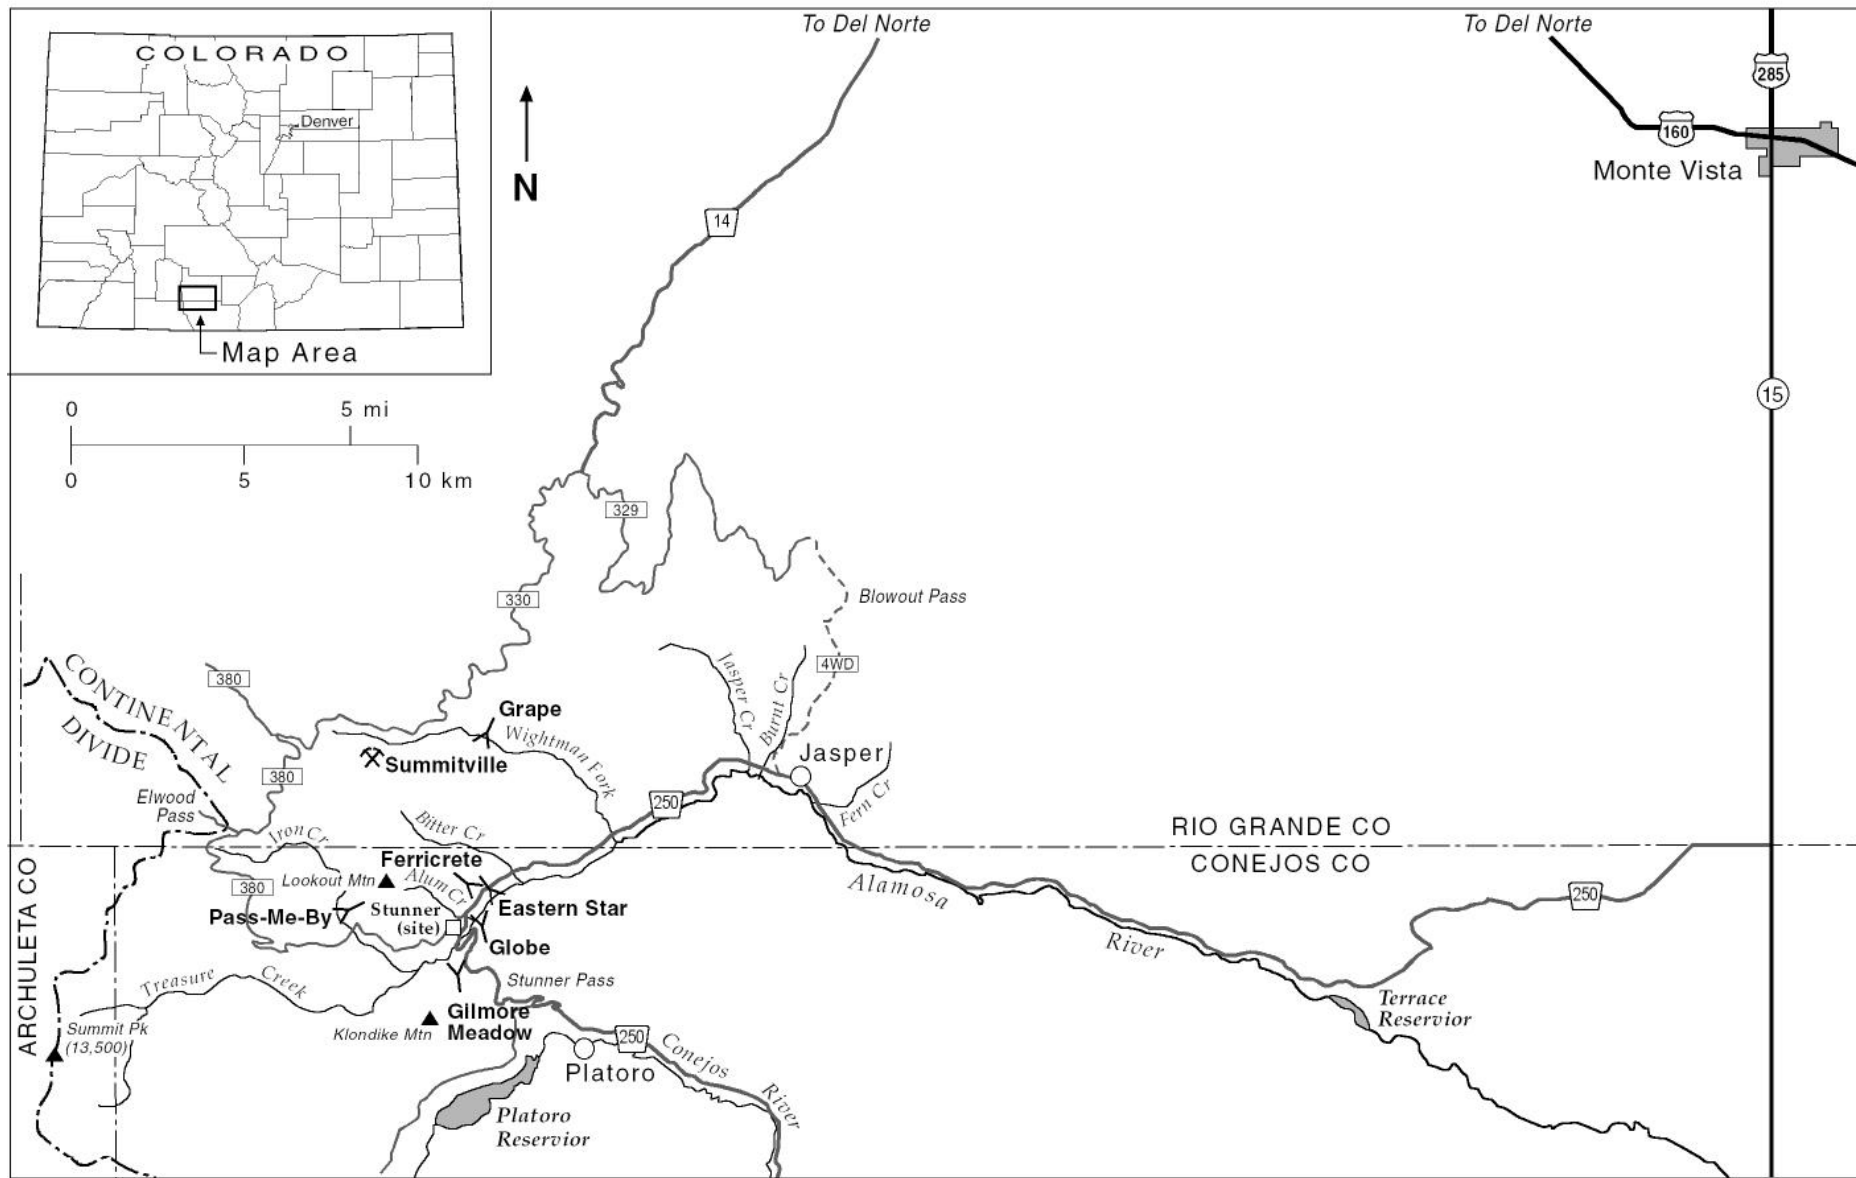 COLORADO
Denver
Map Area
To Del Norte
To Del Norte
285
160
Monte Vista
N
14
15
0 5 mi
0 5 10 km
329
330
Blowout Pass
4WD
380
CONTINENTAL
DIVIDE
Jasper Cr
Burnt Cr
Grape
Wightman Fork
Summitville
Jasper
380
Elwood
Pass
250
Fern Cr
Iron Cr
Bitter Cr
RIO GRANDE CO
CONEJOS CO
Ferricrete
Lookout Mtn
Alum Cr
380
Alamosa
River
250
Pass-Me-By
Stunner
(site)
Eastern Star
Globe
ARCHULETA CO
Treasure Creek
Stunner Pass
Terrace
Reservior
Summit Pk
(13,500)
Klondike Mtn
Gilmore
Meadow
250
Conejos
River
Platoro
Platoro
Reservior